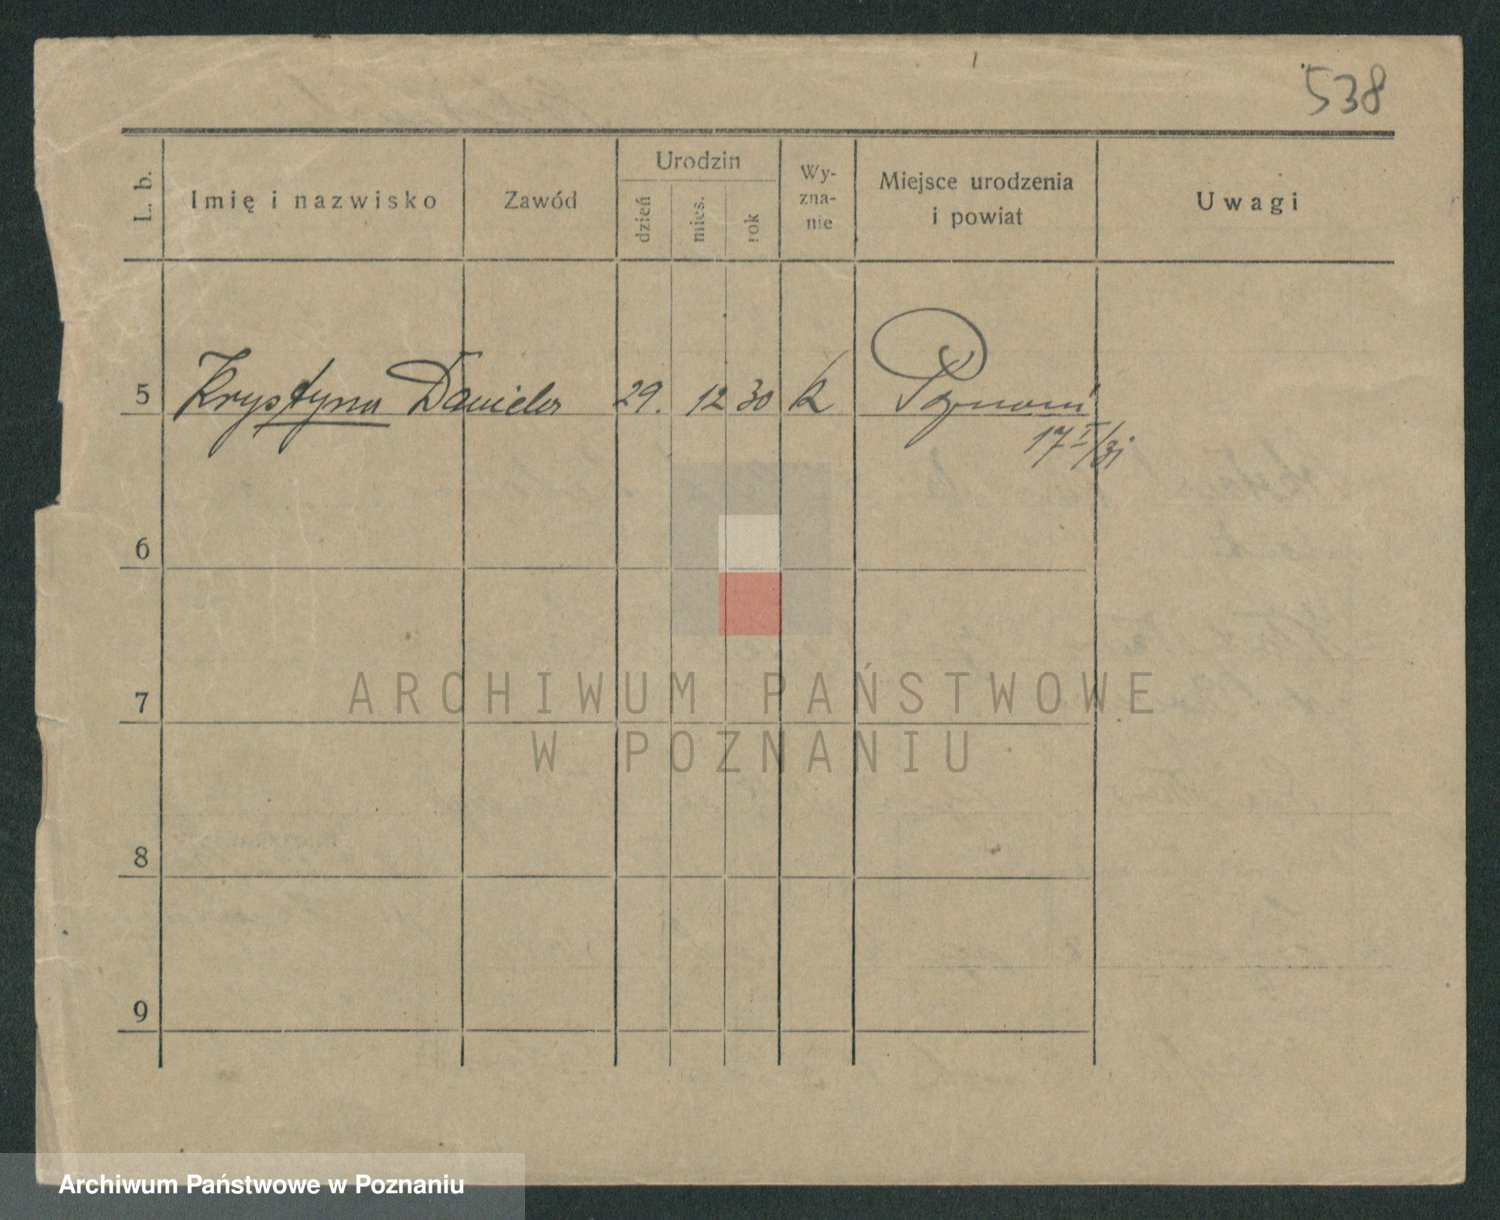 538
L. b.
Imię i nazwisko
Zawód
Urodzin
dzień
mies.
rok
Wy-
zna-
nie
Miejsce urodzenia
i powiat
Uwagi
5 Krystyna Daniela 29. 12 30 k Poznań
17 I/31
6
7
8
9
ARCHIWUM PAŃSTWOWE
W POZNANIU
Archiwum Państwowe w Poznaniu